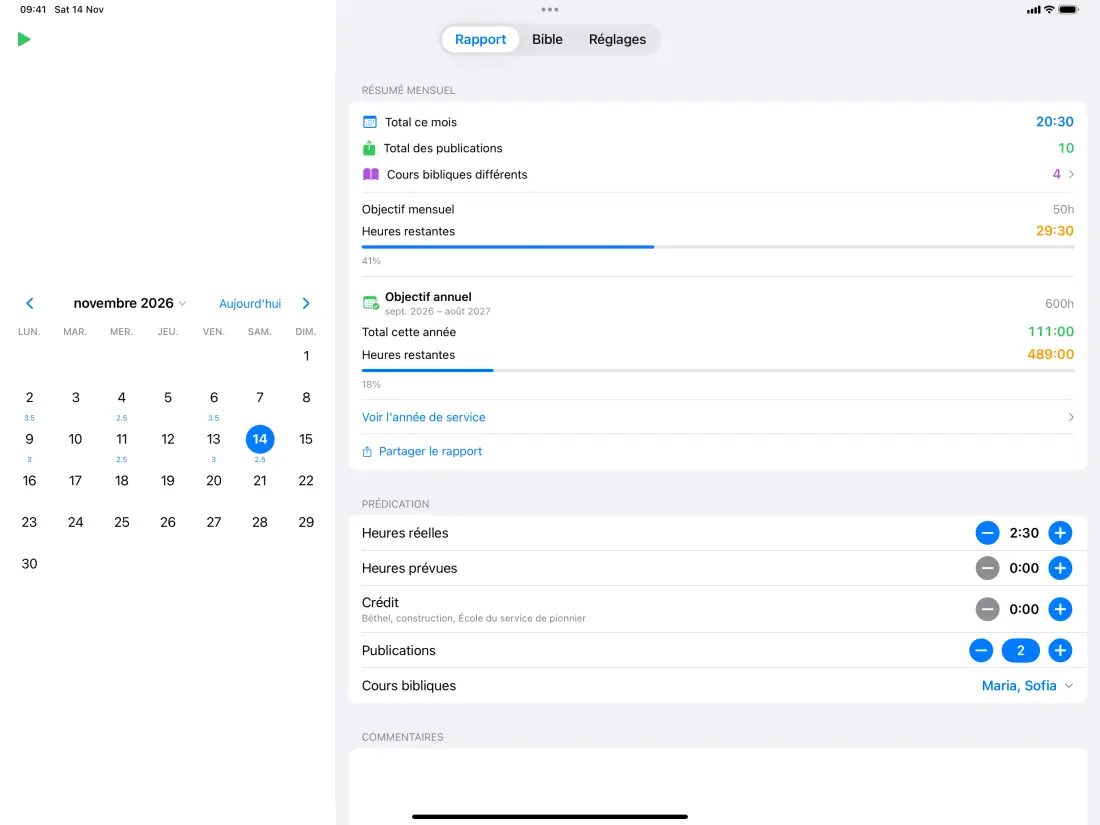 09:41 Sat 14 Nov
Rapport Bible Réglages
novembre 2026 Aujourd'hui
LUN. MAR. MER. JEU. VEN. SAM. DIM.
1
2 3 4 5 6 7 8
3.5 2.5 3.5
9 10 11 12 13 14 15
3 2.5 3 2.5
16 17 18 19 20 21 22
23 24 25 26 27 28 29
30
RÉSUMÉ MENSUEL
Total ce mois 20:30
Total des publications 10
Cours bibliques différents 4
Objectif mensuel 50h
Heures restantes 29:30
41%
Objectif annuel 600h
sept. 2026 – août 2027
Total cette année 111:00
Heures restantes 489:00
18%
Voir l'année de service
Partager le rapport
PRÉDICATION
Heures réelles 2:30
Heures prévues 0:00
Crédit 0:00
Béthel, construction, École du service de pionnier
Publications 2
Cours bibliques Maria, Sofia
COMMENTAIRES